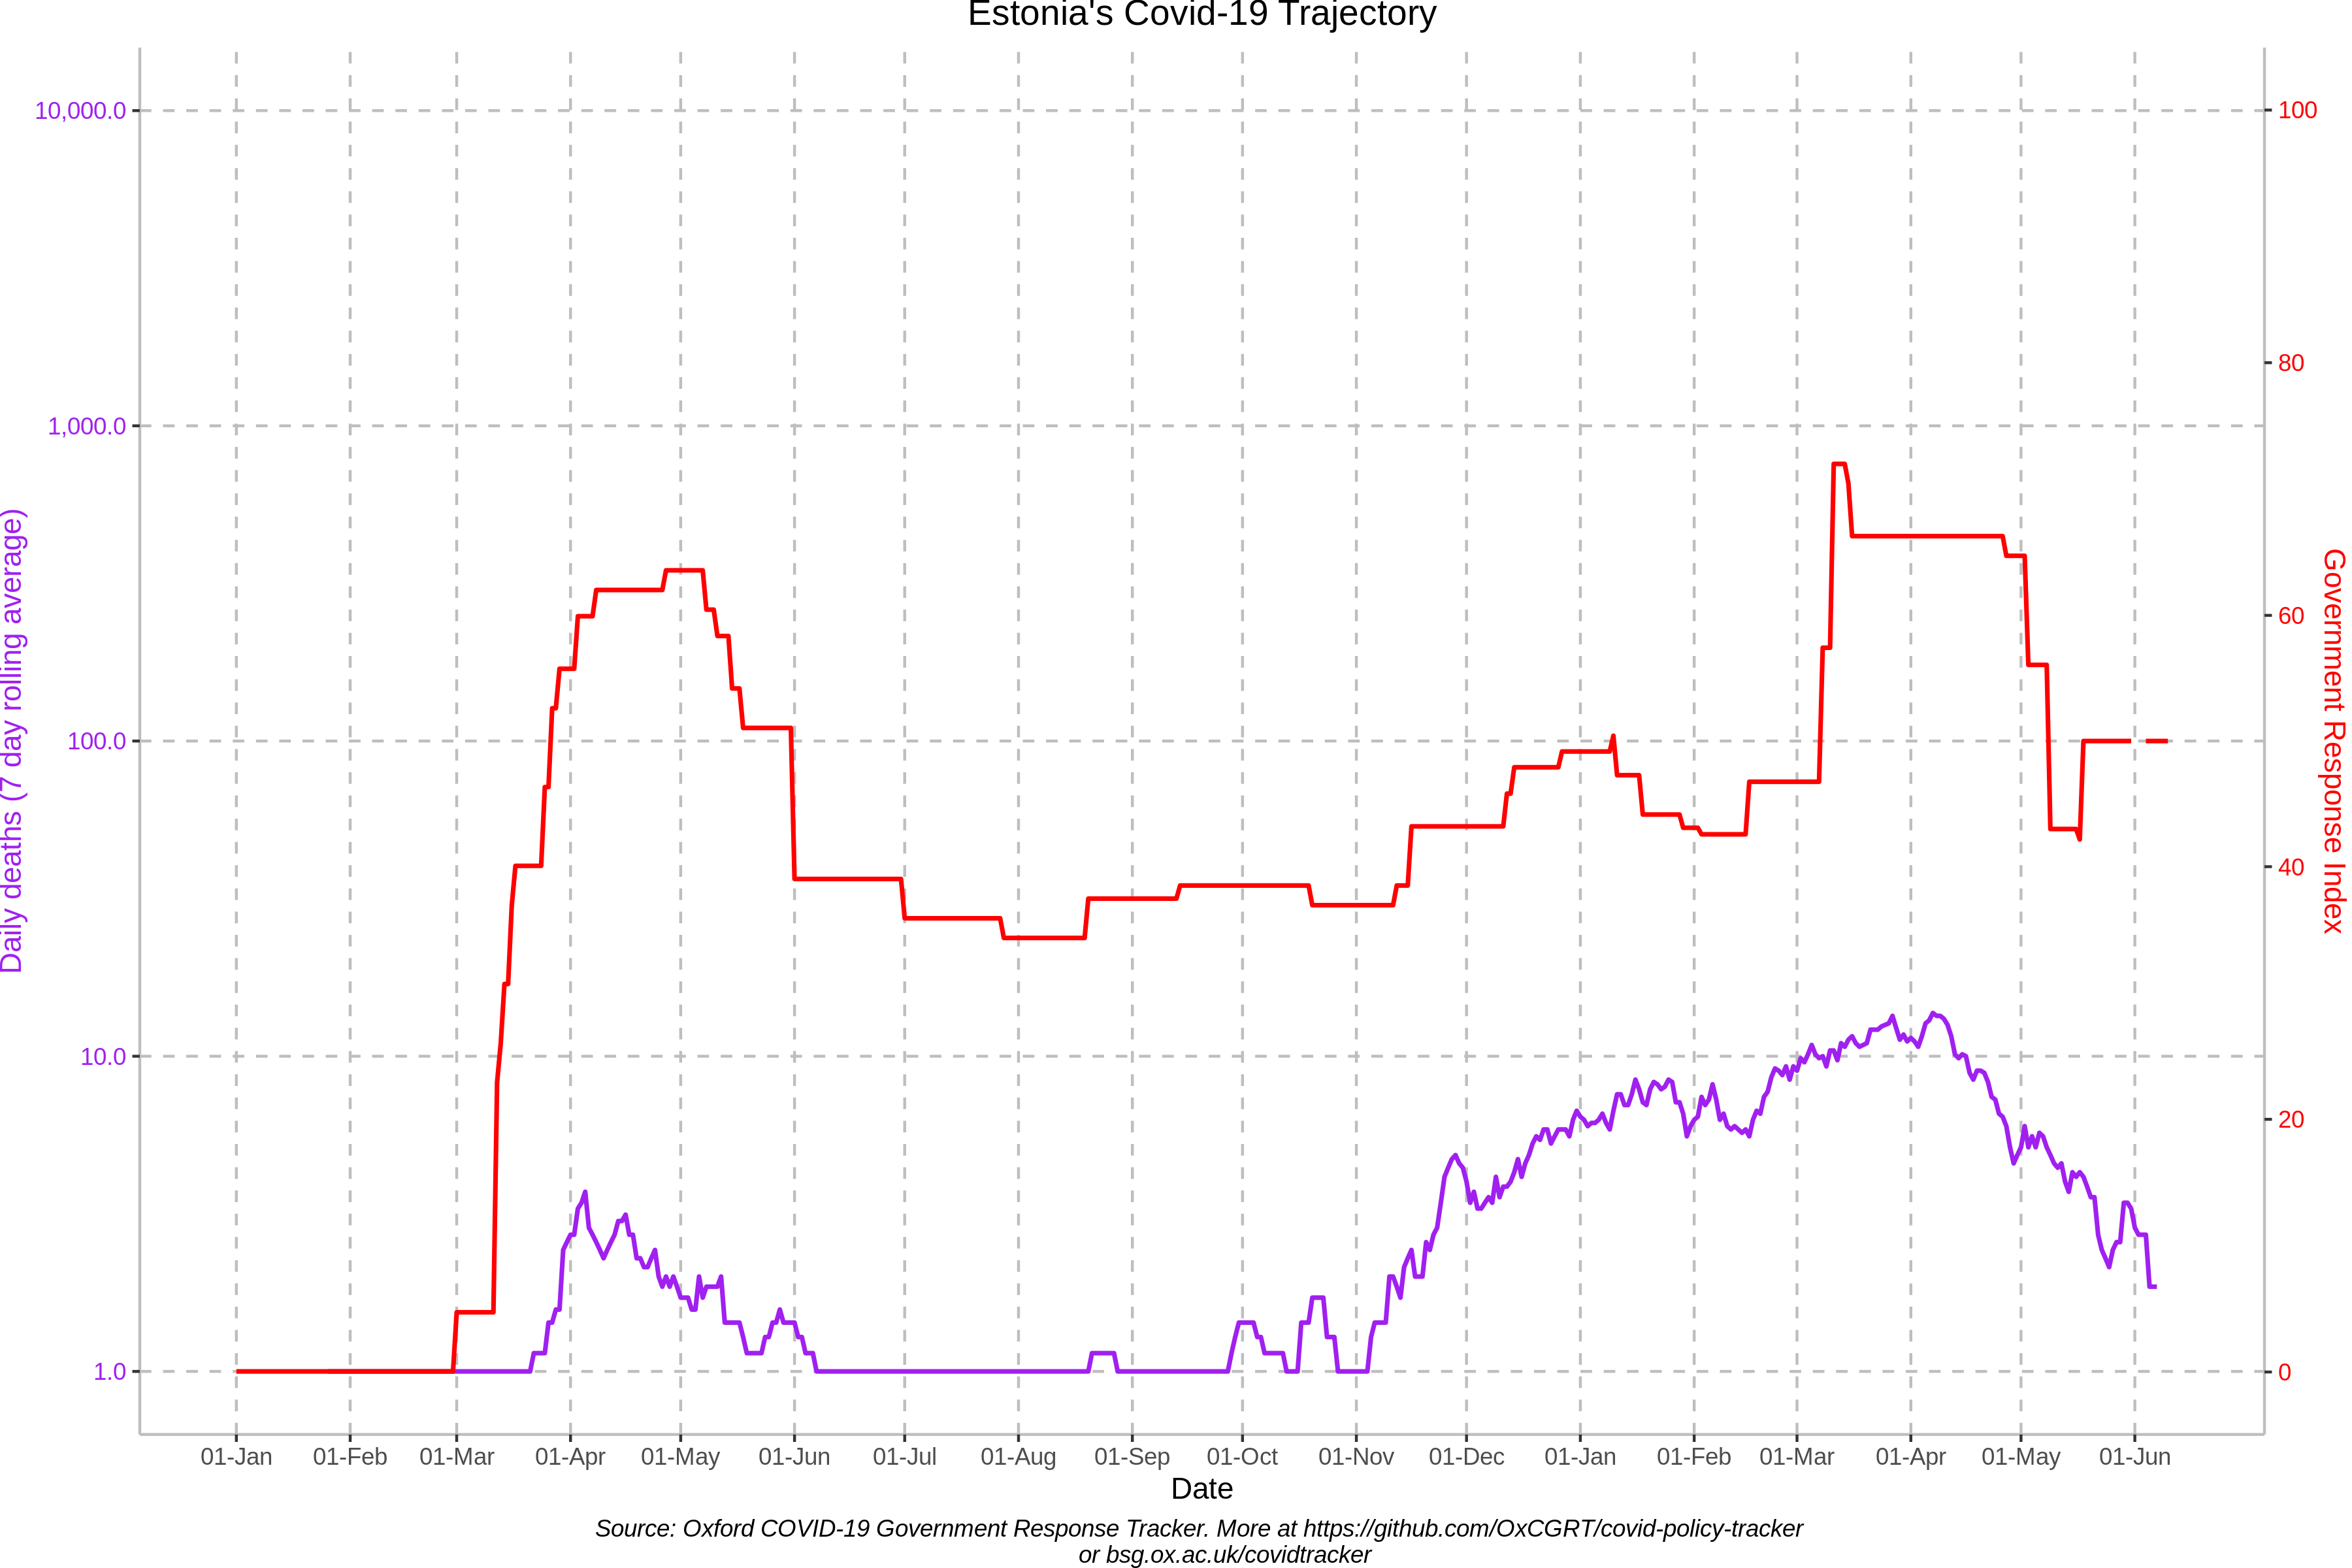 Estonia's Covid-19 Trajectory
10,000.0
1,000.0
100.0
10.0
1.0
Daily deaths (7 day rolling average)
100
80
60
40
20
0
Government Response Index
01-Jan 01-Feb 01-Mar 01-Apr 01-May 01-Jun 01-Jul 01-Aug 01-Sep 01-Oct 01-Nov 01-Dec 01-Jan 01-Feb 01-Mar 01-Apr 01-May 01-Jun
Date
Source: Oxford COVID-19 Government Response Tracker. More at https://github.com/OxCGRT/covid-policy-tracker
or bsg.ox.ac.uk/covidtracker